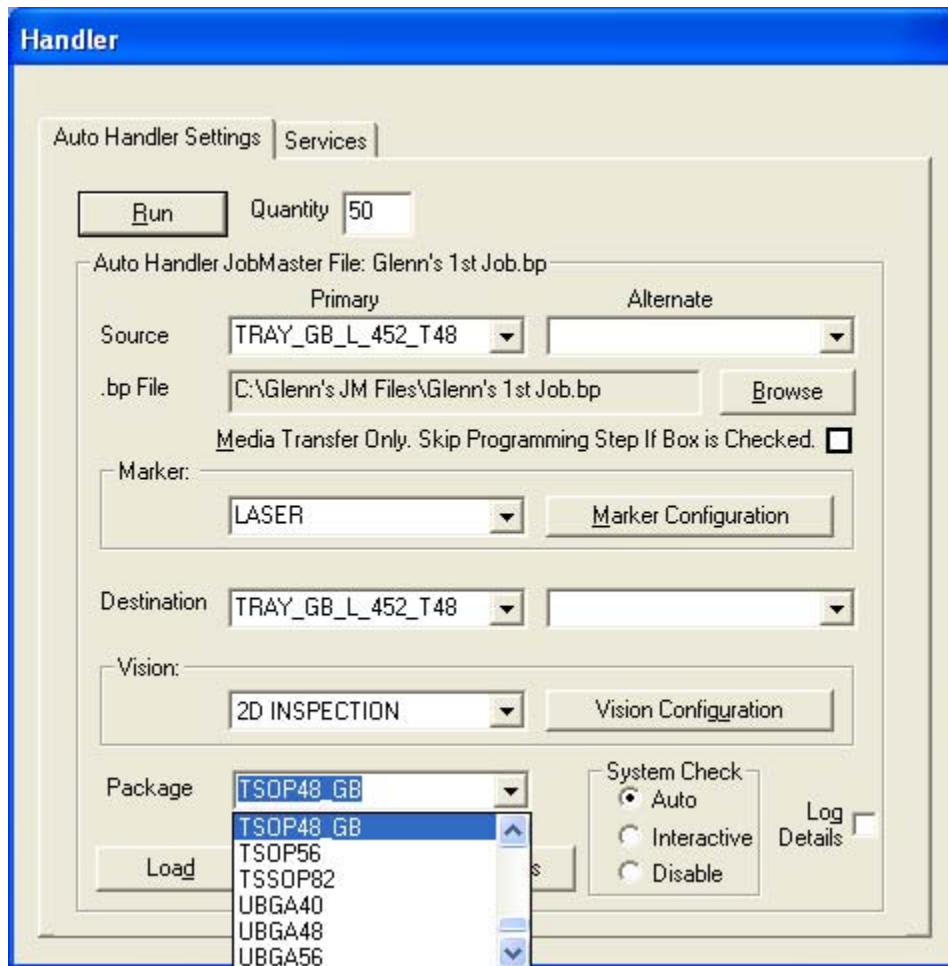 Handler
Auto Handler Settings Services
Run Quantity 50
Auto Handler JobMaster File: Glenn's 1st Job.bp
Primary Alternate
Source TRAY_GB_L_452_T48
.bp File C:\Glenn's JM Files\Glenn's 1st Job.bp Browse
Media Transfer Only. Skip Programming Step If Box is Checked.
Marker:
LASER Marker Configuration
Destination TRAY_GB_L_452_T48
Vision:
2D INSPECTION Vision Configuration
Package TSOP48_GB
System Check
Auto
Interactive
Disable
Log
Details
TSOP48_GB
TSOP56
TSSOP82
UBGA40
UBGA48
UBGA56
Load